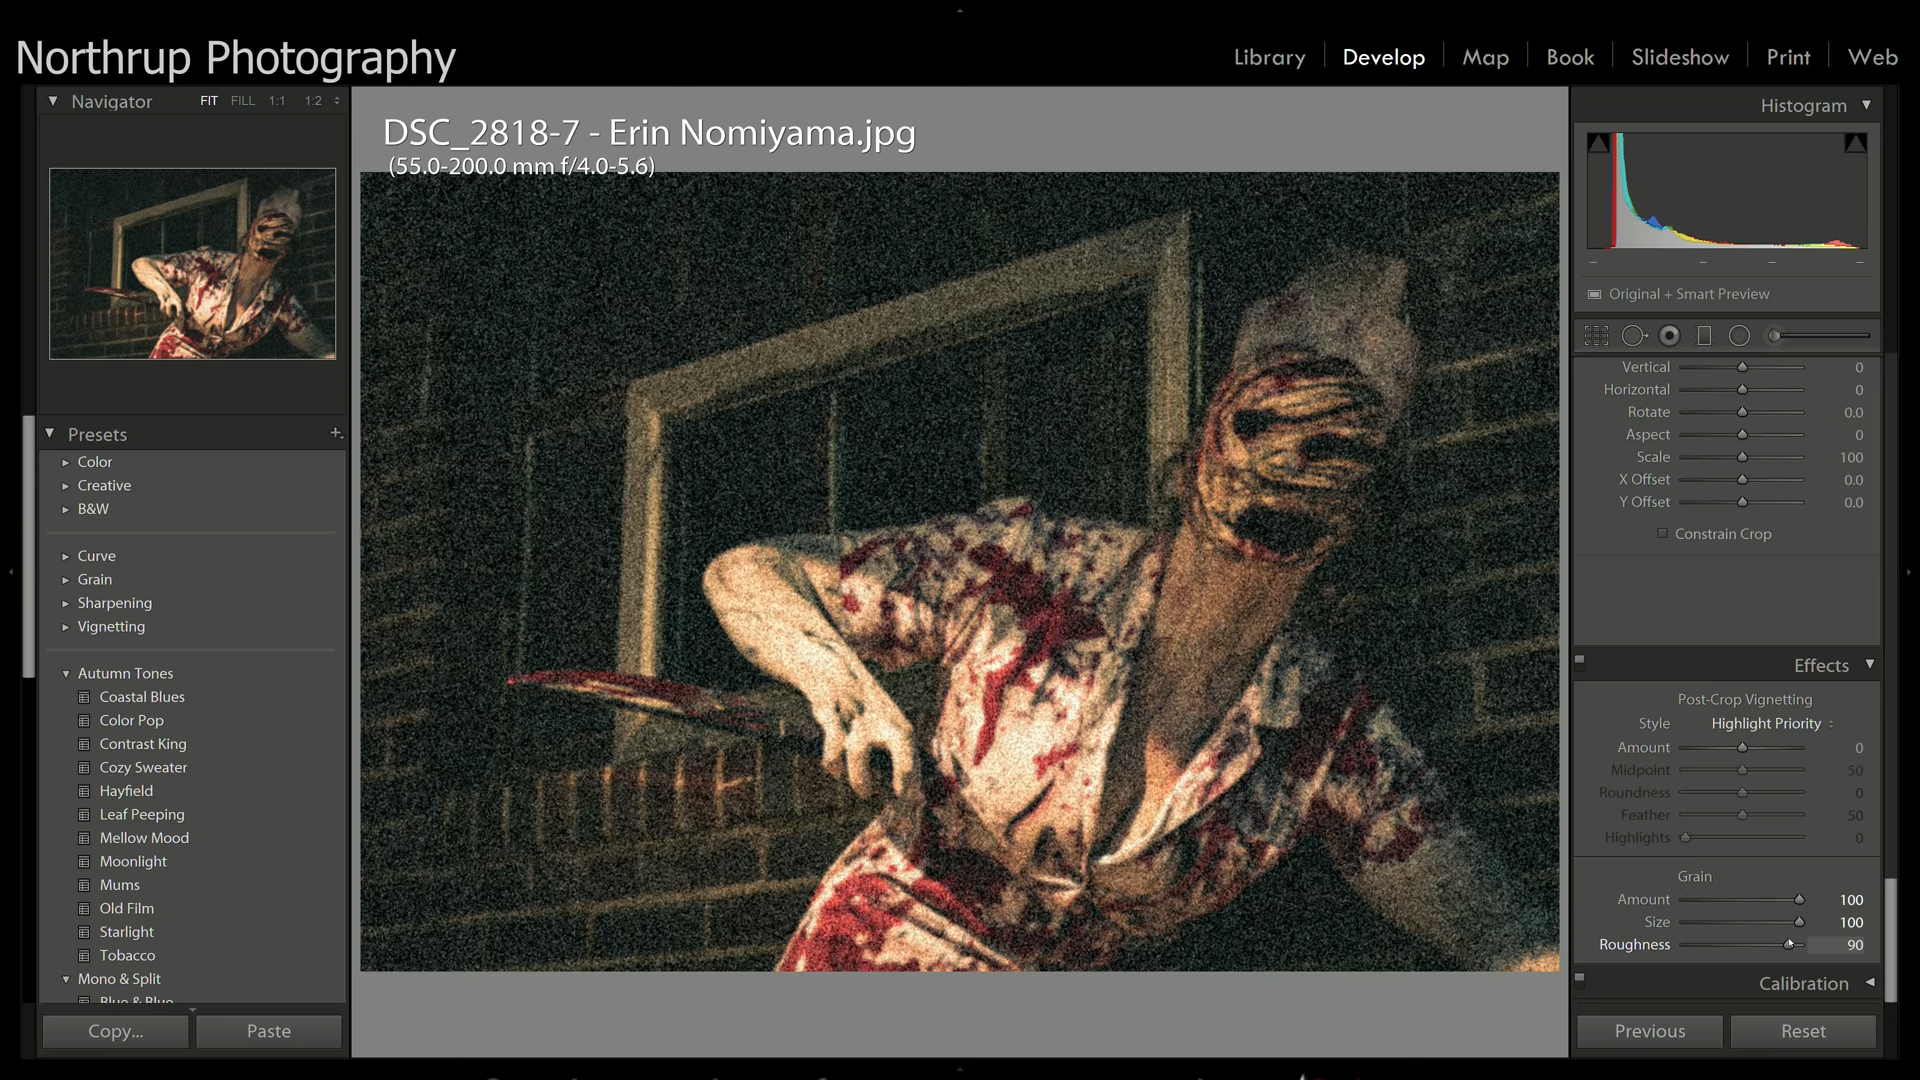 Northrup Photography
Library
Develop
Map
Book
Slideshow
Print
Web
Navigator
FIT
FILL
1:1
1:2
Presets
Color
Creative
B&W
Curve
Grain
Sharpening
Vignetting
Autumn Tones
Coastal Blues
Color Pop
Contrast King
Cozy Sweater
Hayfield
Leaf Peeping
Mellow Mood
Moonlight
Mums
Old Film
Starlight
Tobacco
Mono & Split
Blue & Blue
Copy...
Paste
DSC_2818-7 - Erin Nomiyama.jpg
(55.0-200.0 mm f/4.0-5.6)
Histogram
Original + Smart Preview
Vertical 0
Horizontal 0
Rotate 0.0
Aspect 0
Scale 100
X Offset 0.0
Y Offset 0.0
Constrain Crop
Effects
Post-Crop Vignetting
Style Highlight Priority
Amount 0
Midpoint 50
Roundness 0
Feather 50
Highlights 0
Grain
Amount 100
Size 100
Roughness 90
Calibration
Previous
Reset